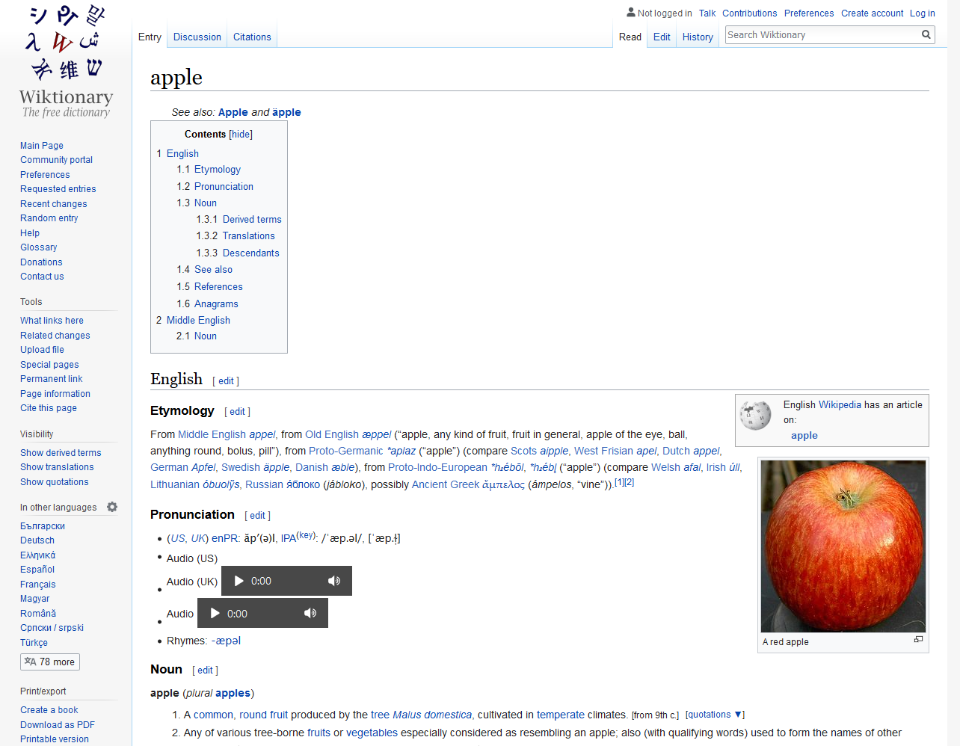 Not logged in Talk Contributions Preferences Create account Log in
Entry Discussion Citations Read Edit History Search Wiktionary
Wiktionary
The free dictionary
Main Page
Community portal
Preferences
Requested entries
Recent changes
Random entry
Help
Glossary
Donations
Contact us
Tools
What links here
Related changes
Upload file
Special pages
Permanent link
Page information
Cite this page
Visibility
Show derived terms
Show translations
Show quotations
In other languages
Български
Deutsch
Ελληνικά
Español
Français
Magyar
Română
Српски / srpski
Türkçe
78 more
Print/export
Create a book
Download as PDF
Printable version
apple
See also: Apple and äpple
Contents [hide]
1 English
1.1 Etymology
1.2 Pronunciation
1.3 Noun
1.3.1 Derived terms
1.3.2 Translations
1.3.3 Descendants
1.4 See also
1.5 References
1.6 Anagrams
2 Middle English
2.1 Noun
English [ edit ]
Etymology [ edit ]
From Middle English appel, from Old English æppel (“apple, any kind of fruit, fruit in general, apple of the eye, ball,
anything round, bolus, pill”), from Proto-Germanic *aplaz (“apple”) (compare Scots aipple, West Frisian apel, Dutch appel,
German Apfel, Swedish äpple, Danish æble), from Proto-Indo-European *h₂ébōl, *h₂ébl̥ (“apple”) (compare Welsh afal, Irish úll,
Lithuanian óbuolỹs, Russian я́блоко (jábloko), possibly Ancient Greek ἄμπελος (ámpelos, “vine”)).[1][2]
English Wikipedia has an article
on:
apple
A red apple
Pronunciation [ edit ]
• (US, UK) enPR: ăp′(ə)l, IPA(key): /ˈæp.əl/, [ˈæp.ɫ̩]
• Audio (US)
• Audio (UK) 0:00
• Audio 0:00
• Rhymes: -æpəl
Noun [ edit ]
apple (plural apples)
1. A common, round fruit produced by the tree Malus domestica, cultivated in temperate climates. [from 9th c.] [quotations ▼]
2. Any of various tree-borne fruits or vegetables especially considered as resembling an apple; also (with qualifying words) used to form the names of other